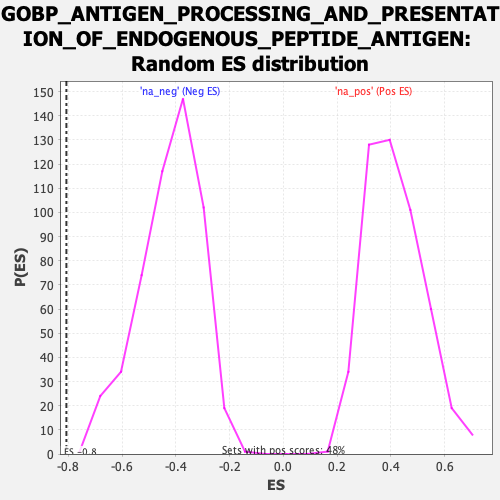 GOBP_ANTIGEN_PROCESSING_AND_PRESENTAT
ION_OF_ENDOGENOUS_PEPTIDE_ANTIGEN:
Random ES distribution
'na_neg' (Neg ES)
'na_pos' (Pos ES)
150
140
130
120
110
100
90
80
70
60
50
40
30
20
10
0
P(ES)
ES -0.8
Sets with pos scores: 48%
-0.8 -0.6 -0.4 -0.2 0.0 0.2 0.4 0.6
ES